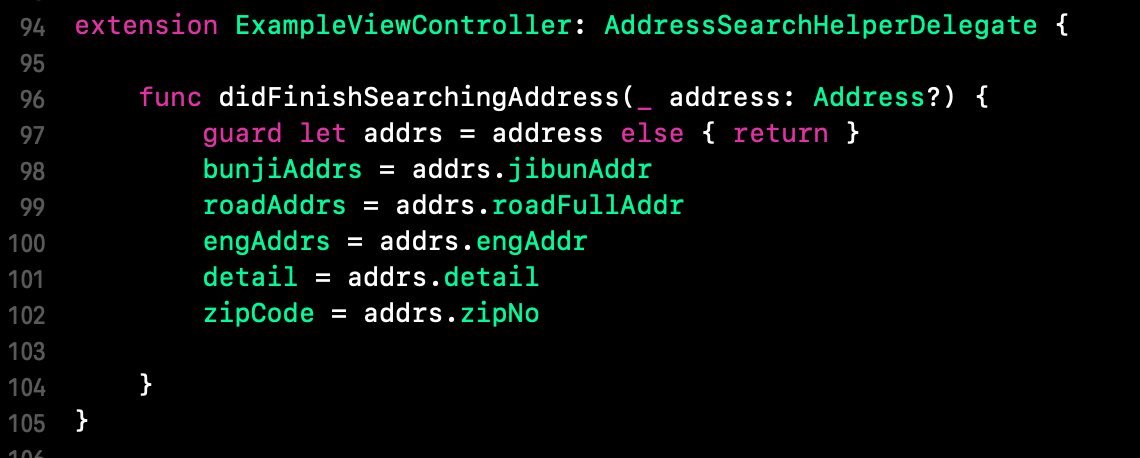 94 extension ExampleViewController: AddressSearchHelperDelegate {
95
96 func didFinishSearchingAddress(_ address: Address?) {
97 guard let addrs = address else { return }
98 bunjiAddrs = addrs.jibunAddr
99 roadAddrs = addrs.roadFullAddr
100 engAddrs = addrs.engAddr
101 detail = addrs.detail
102 zipCode = addrs.zipNo
103
104 }
105 }
106